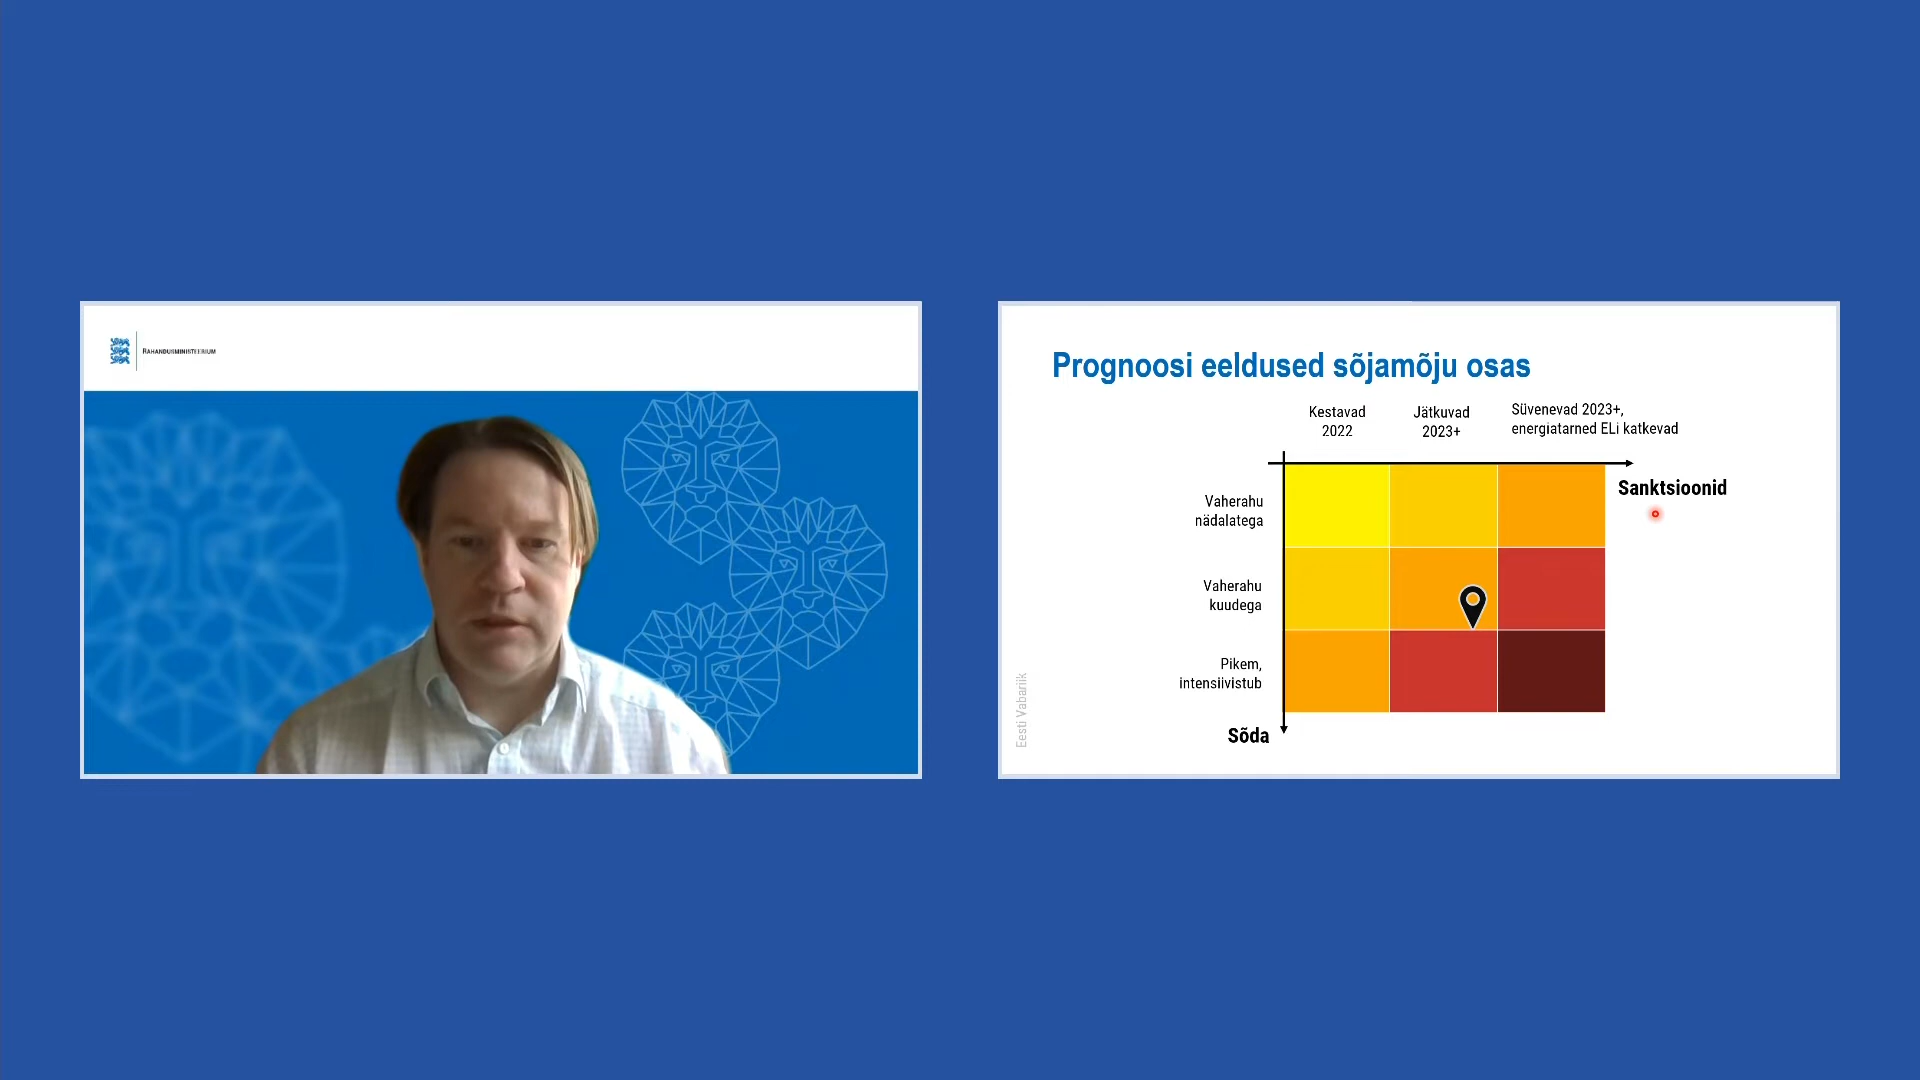 RAHANDUSMINISTEERIUM
Prognoosi eeldused sõjamõju osas
Kestavad
2022
Jätkuvad
2023+
Süvenevad 2023+,
energiatarned ELi katkevad
Sanktsioonid
Vaherahu
nädalatega
Vaherahu
kuudega
Pikem,
intensiivistub
Sõda
Eesti Vabariik